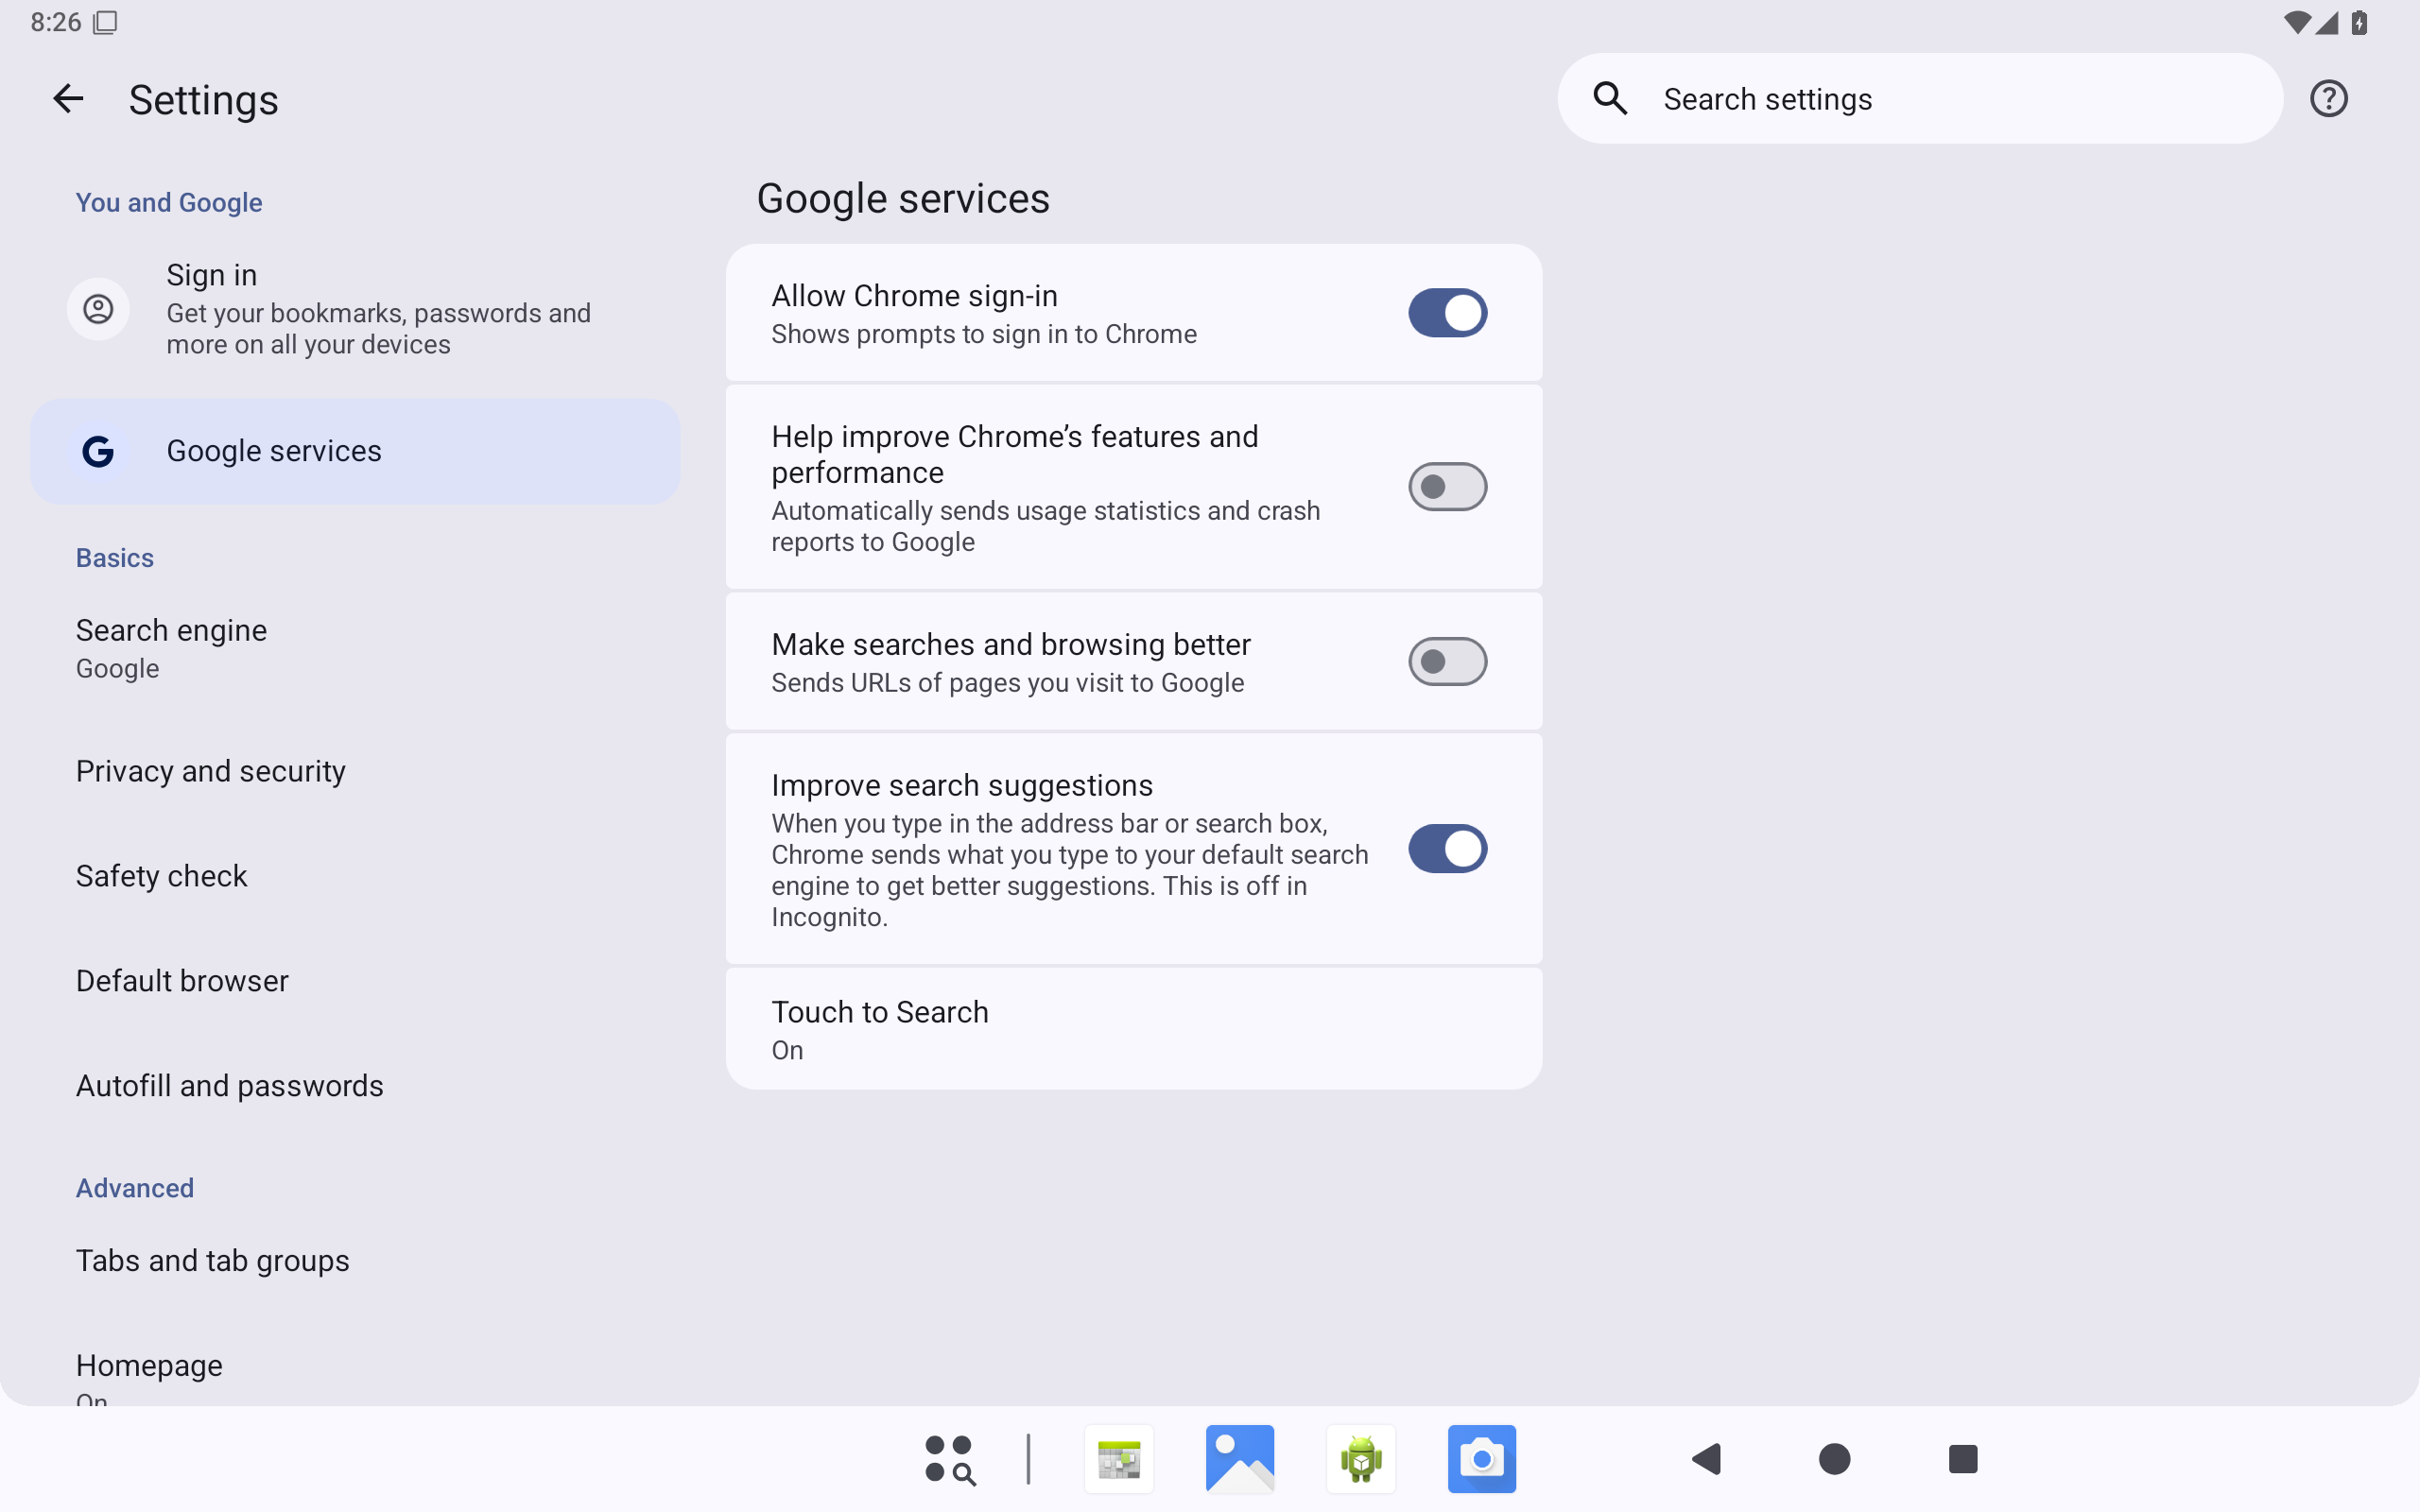 8:26
Settings
Search settings
You and Google
Sign in
Get your bookmarks, passwords and
more on all your devices
Google services
Basics
Search engine
Google
Privacy and security
Safety check
Default browser
Autofill and passwords
Advanced
Tabs and tab groups
Homepage
On
Google services
Allow Chrome sign-in
Shows prompts to sign in to Chrome
Help improve Chrome’s features and
performance
Automatically sends usage statistics and crash
reports to Google
Make searches and browsing better
Sends URLs of pages you visit to Google
Improve search suggestions
When you type in the address bar or search box,
Chrome sends what you type to your default search
engine to get better suggestions. This is off in
Incognito.
Touch to Search
On